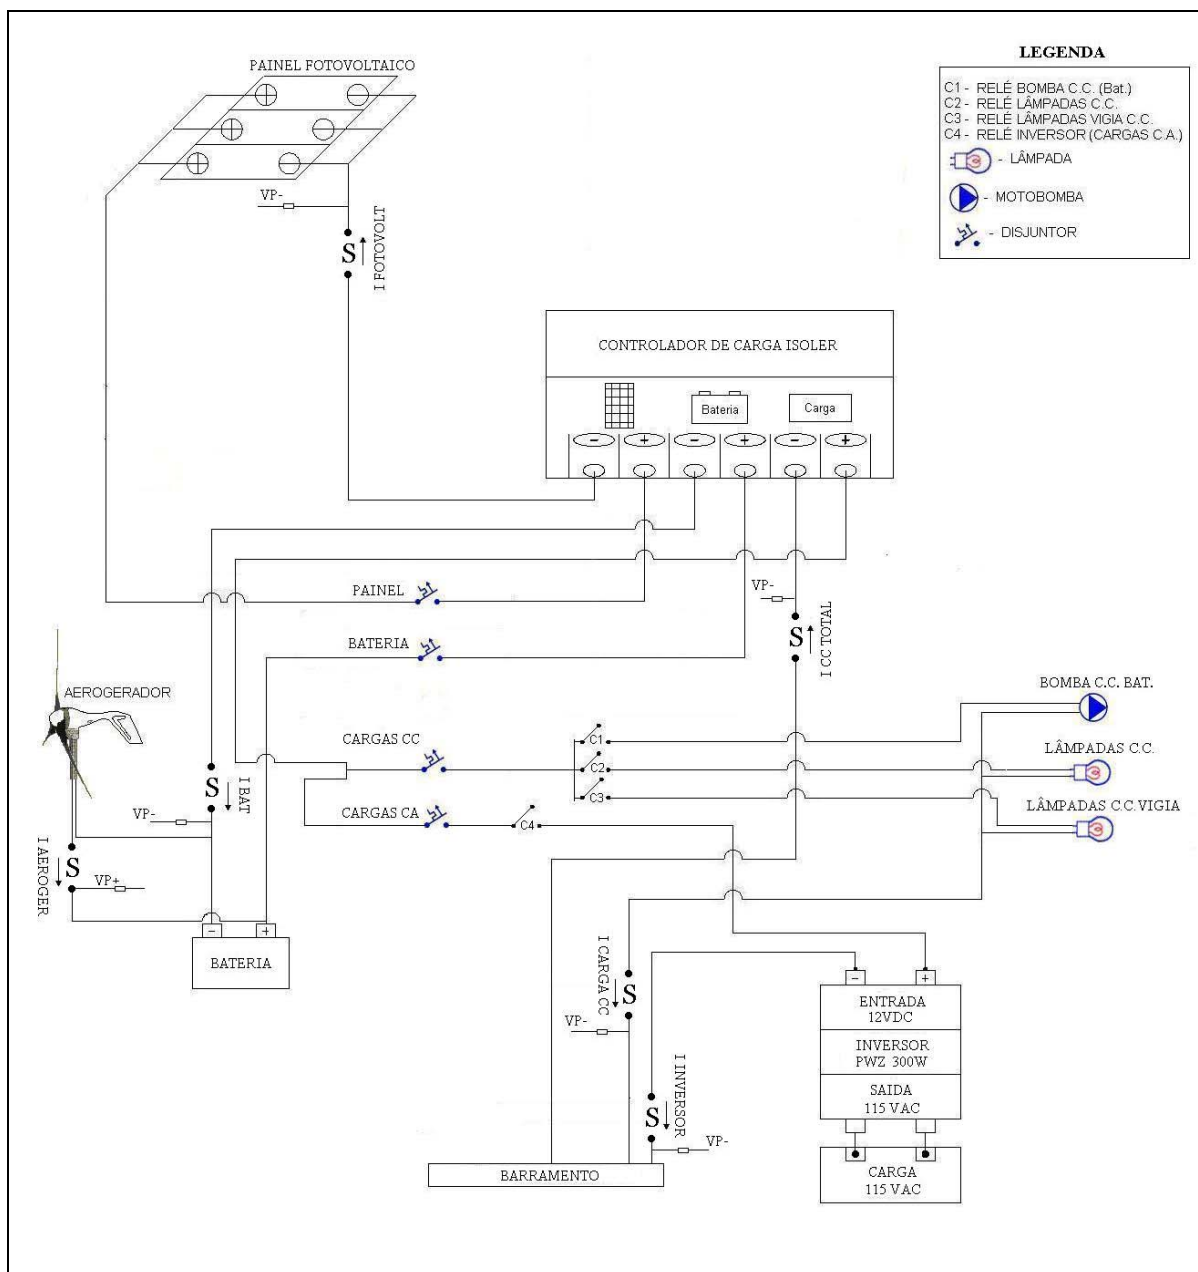 PAINEL FOTOVOLTAICO
LEGENDA
C1 - RELÉ BOMBA C.C. (Bat.)
C2 - RELÉ LÂMPADAS C.C.
C3 - RELÉ LÂMPADAS VIGIA C.C.
C4 - RELÉ INVERSOR (CARGAS C.A.)
- LÂMPADA
- MOTOBOMBA
- DISJUNTOR
VP-
S
I FOTOVOLT
CONTROLADOR DE CARGA ISOLER
Bateria
Carga
- + - + - +
PAINEL
VP-
S
I CC TOTAL
BATERIA
AEROGERADOR
BOMBA C.C. BAT.
CARGAS CC
C1
C2
C3
LÂMPADAS C.C.
S
I BAT
VP-
CARGAS CA
C4
LÂMPADAS C.C.VIGIA
S
I AEROGER
VP+
- +
BATERIA
I CARGA CC
S
VP-
- +
ENTRADA
12VDC
INVERSOR
PWZ 300W
SAIDA
115 VAC
S
I INVERSOR
VP-
CARGA
115 VAC
BARRAMENTO